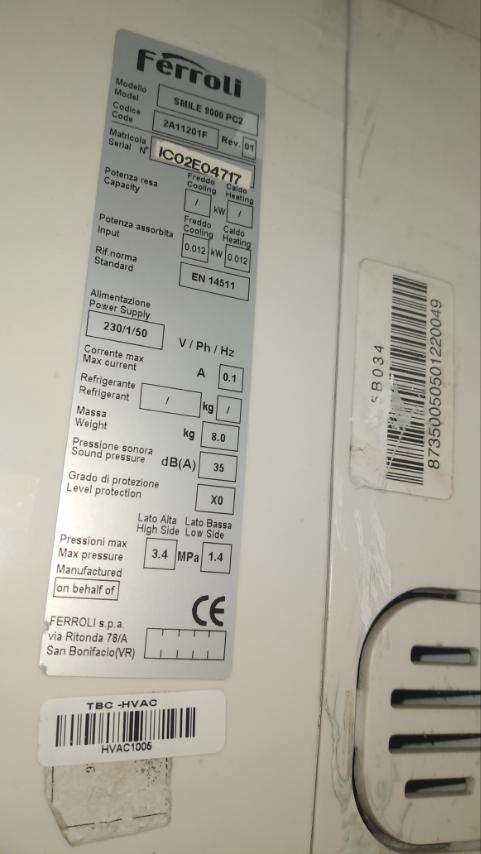 Ferroli
Modello
Model
SMILE 9000 PC2
Codice
Code
2A11201F
Rev. 01
Matricola
Serial N°
IC02E04717
Potenza resa
Capacity
Freddo
Cooling
Caldo
Heating
/ kW /
Potenza assorbita
Input
Freddo
Cooling
Caldo
Heating
0.012 kW 0.012
Rif.norma
Standard
EN 14511
Alimentazione
Power Supply
230/1/50 V / Ph / Hz
Corrente max
Max current
A 0.1
Refrigerante
Refrigerant
/ kg /
Massa
Weight
kg 8.0
Pressione sonora
Sound pressure
dB(A) 35
Grado di protezione
Level protection
X0
Lato Alta
High Side
Lato Bassa
Low Side
Pressioni max
Max pressure
3.4 MPa 1.4
Manufactured
on behalf of
CE
FERROLI s.p.a.
via Ritonda 78/A
San Bonifacio(VR)
TBC -HVAC
HVAC1005
SB034
87350050501220049